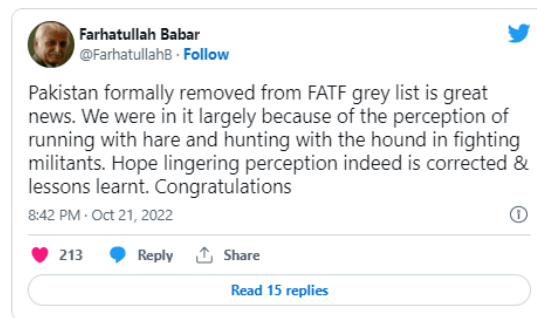 Farhatullah Babar
@FarhatullahB · Follow
Pakistan formally removed from FATF grey list is great
news. We were in it largely because of the perception of
running with hare and hunting with the hound in fighting
militants. Hope lingering perception indeed is corrected &
lessons learnt. Congratulations
8:42 PM · Oct 21, 2022
213 Reply Share
Read 15 replies